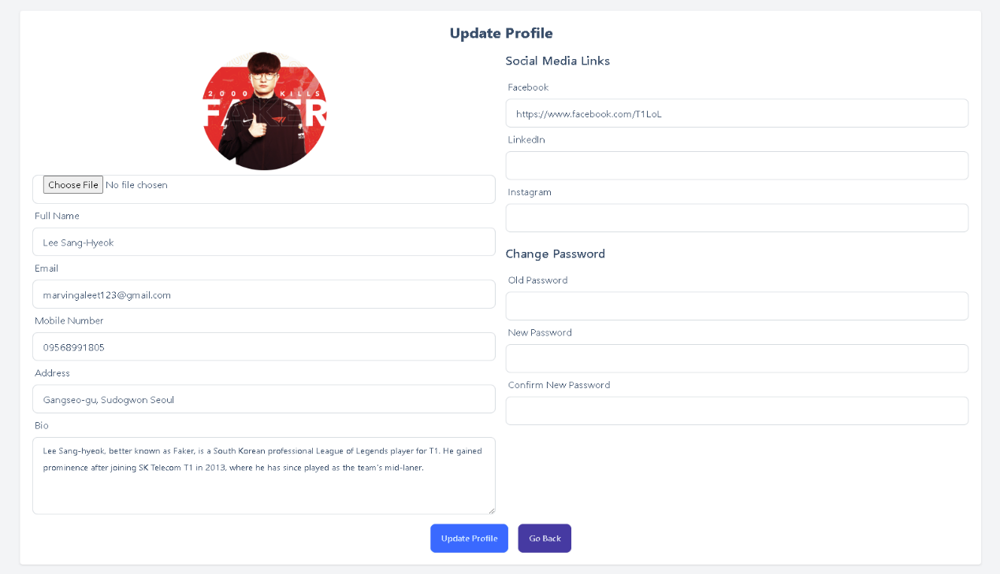 Update Profile
2000 KILLS
FAKER
Choose File No file chosen
Full Name
Lee Sang-Hyeok
Email
marvingaleet123@gmail.com
Mobile Number
09568991805
Address
Gangseo-gu, Sudogwon Seoul
Bio
Lee Sang-hyeok, better known as Faker, is a South Korean professional League of Legends player for T1. He gained
prominence after joining SK Telecom T1 in 2013, where he has since played as the team's mid-laner.
Social Media Links
Facebook
https://www.facebook.com/T1LoL
LinkedIn
Instagram
Change Password
Old Password
New Password
Confirm New Password
Update Profile
Go Back